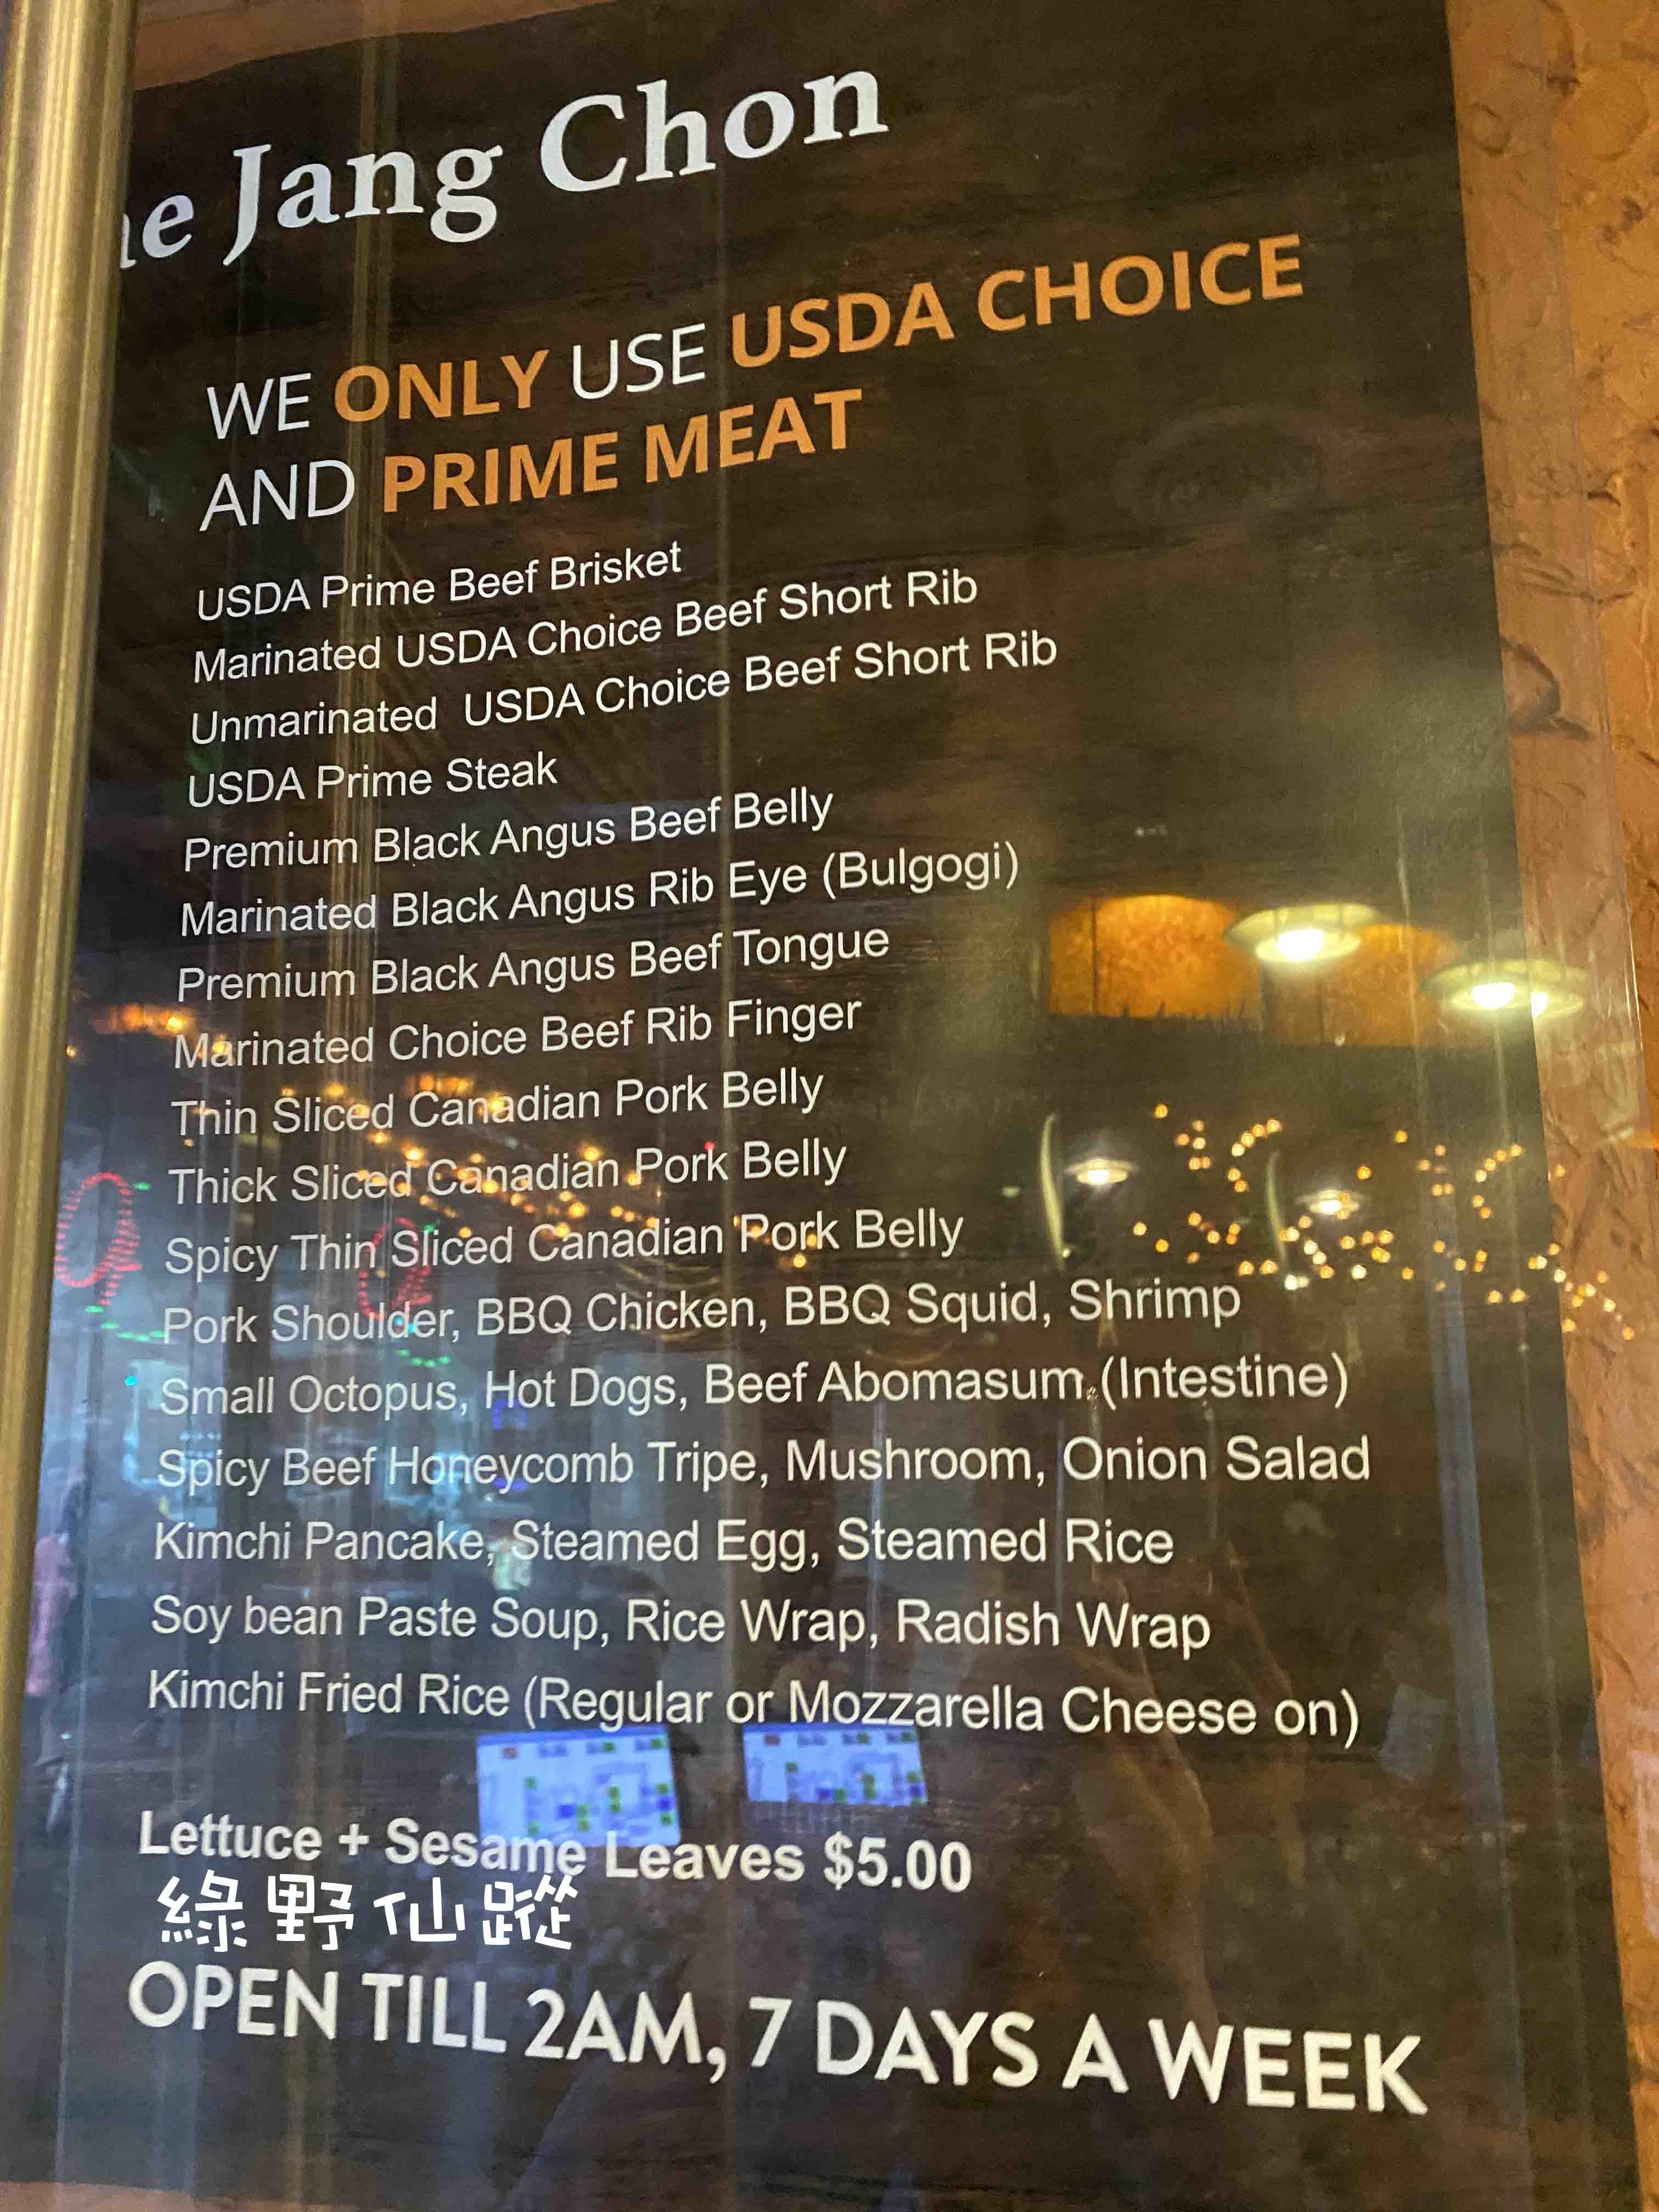 Jang Chon
WE ONLY USE USDA CHOICE
AND PRIME MEAT
USDA Prime Beef Brisket
Marinated USDA Choice Beef Short Rib
Unmarinated USDA Choice Beef Short Rib
USDA Prime Steak
Premium Black Angus Beef Belly
Marinated Black Angus Rib Eye (Bulgogi)
Premium Black Angus Beef Tongue
Marinated Choice Beef Rib Finger
Thin Sliced Canadian Pork Belly
Thick Sliced Canadian Pork Belly
Spicy Thin Sliced Canadian Pork Belly
Pork Shoulder, BBQ Chicken, BBQ Squid, Shrimp
Small Octopus, Hot Dogs, Beef Abomasum (Intestine)
Spicy Beef Honeycomb Tripe, Mushroom, Onion Salad
Kimchi Pancake, Steamed Egg, Steamed Rice
Soy bean Paste Soup, Rice Wrap, Radish Wrap
Kimchi Fried Rice (Regular or Mozzarella Cheese on)
Lettuce + Sesame Leaves $5.00
綠野仙蹤
OPEN TILL 2AM, 7 DAYS A WEEK